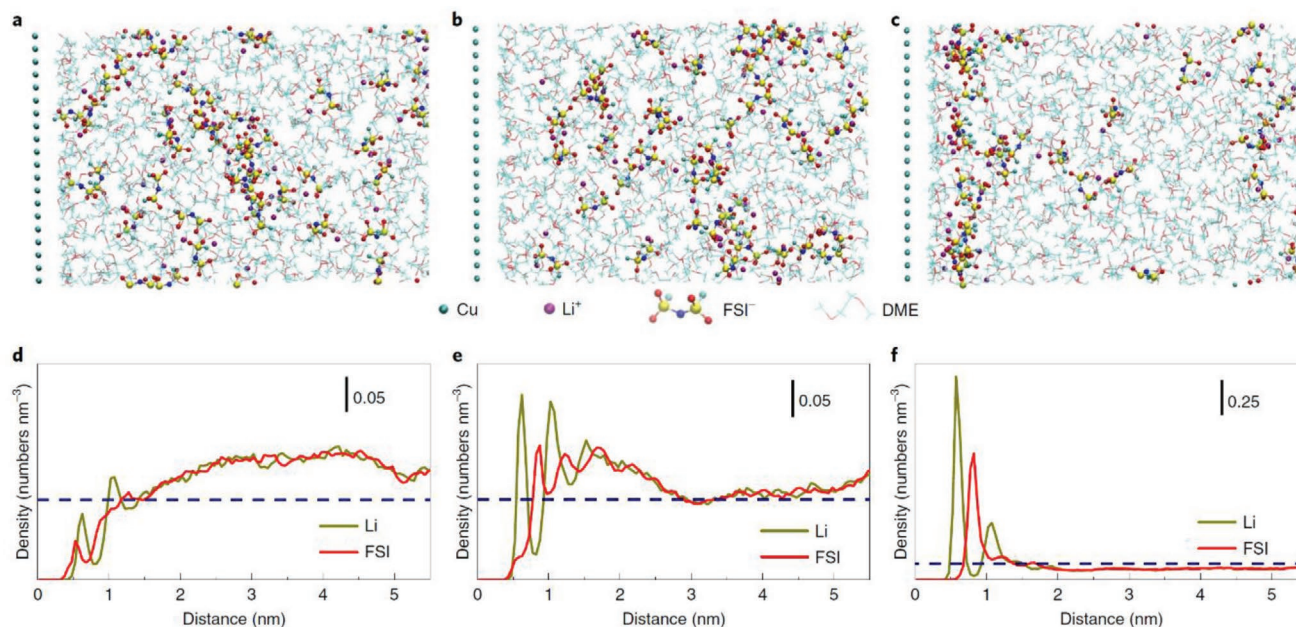 a
b
c
Cu
Li⁺
FSI⁻
DME
d
e
f
Density (numbers nm⁻³)
0.05
Li
FSI
0 1 2 3 4 5
Distance (nm)
Density (numbers nm⁻³)
0.05
Li
FSI
0 1 2 3 4 5
Distance (nm)
Density (numbers nm⁻³)
0.25
Li
FSI
0 1 2 3 4 5
Distance (nm)